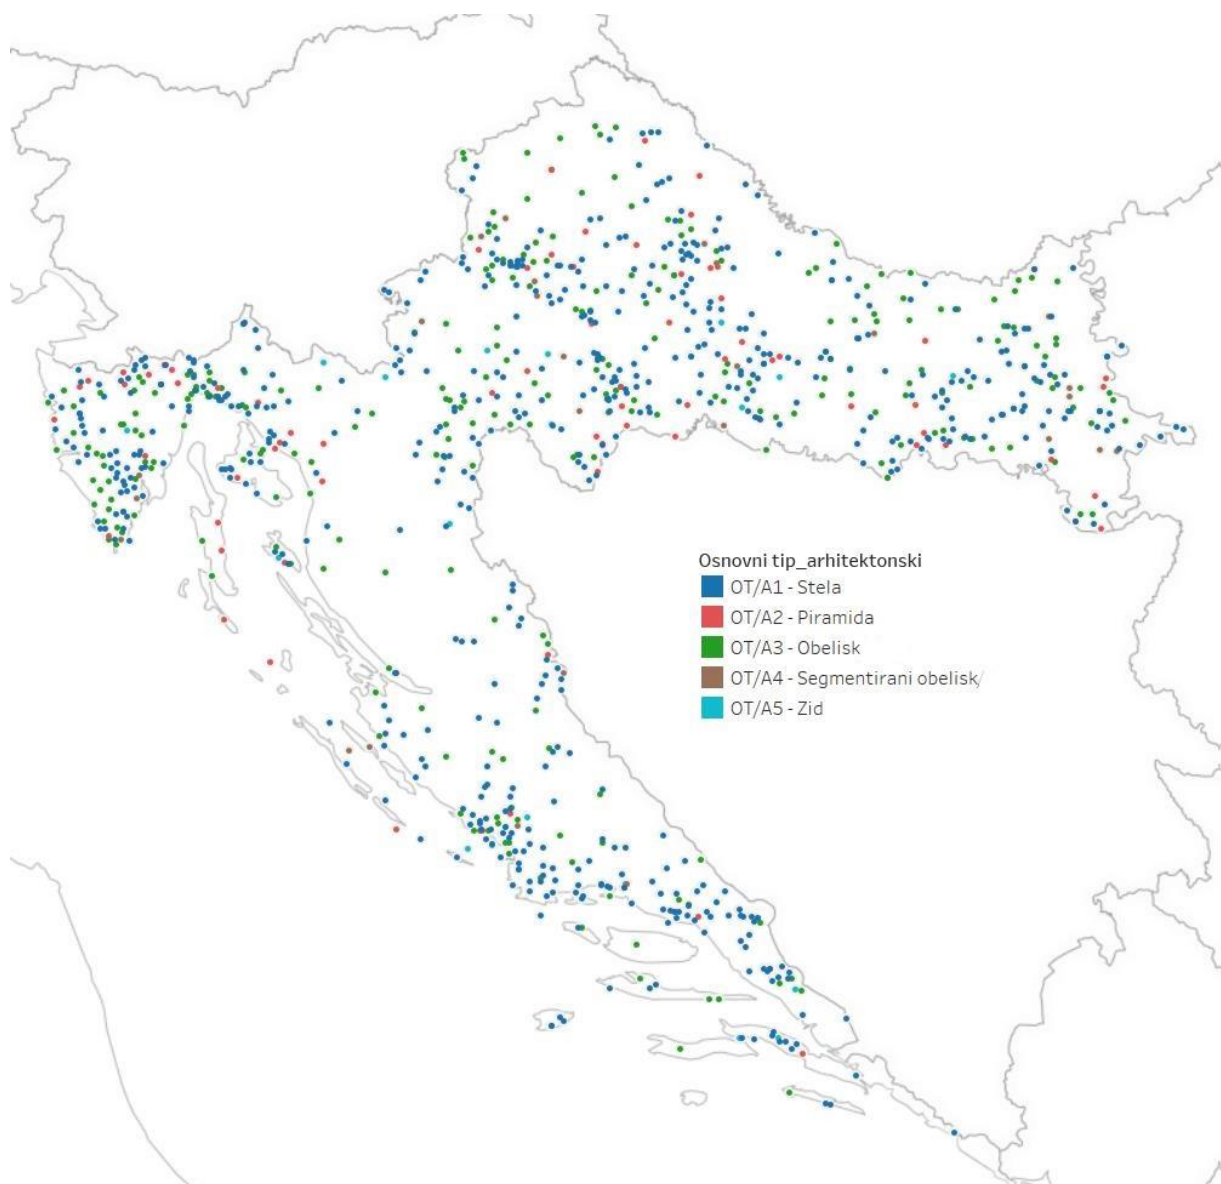 Osnovni tip_arhitektonski
OT/A1 - Stela
OT/A2 - Piramida
OT/A3 - Obelisk
OT/A4 - Segmentirani obelisk/
OT/A5 - Zid